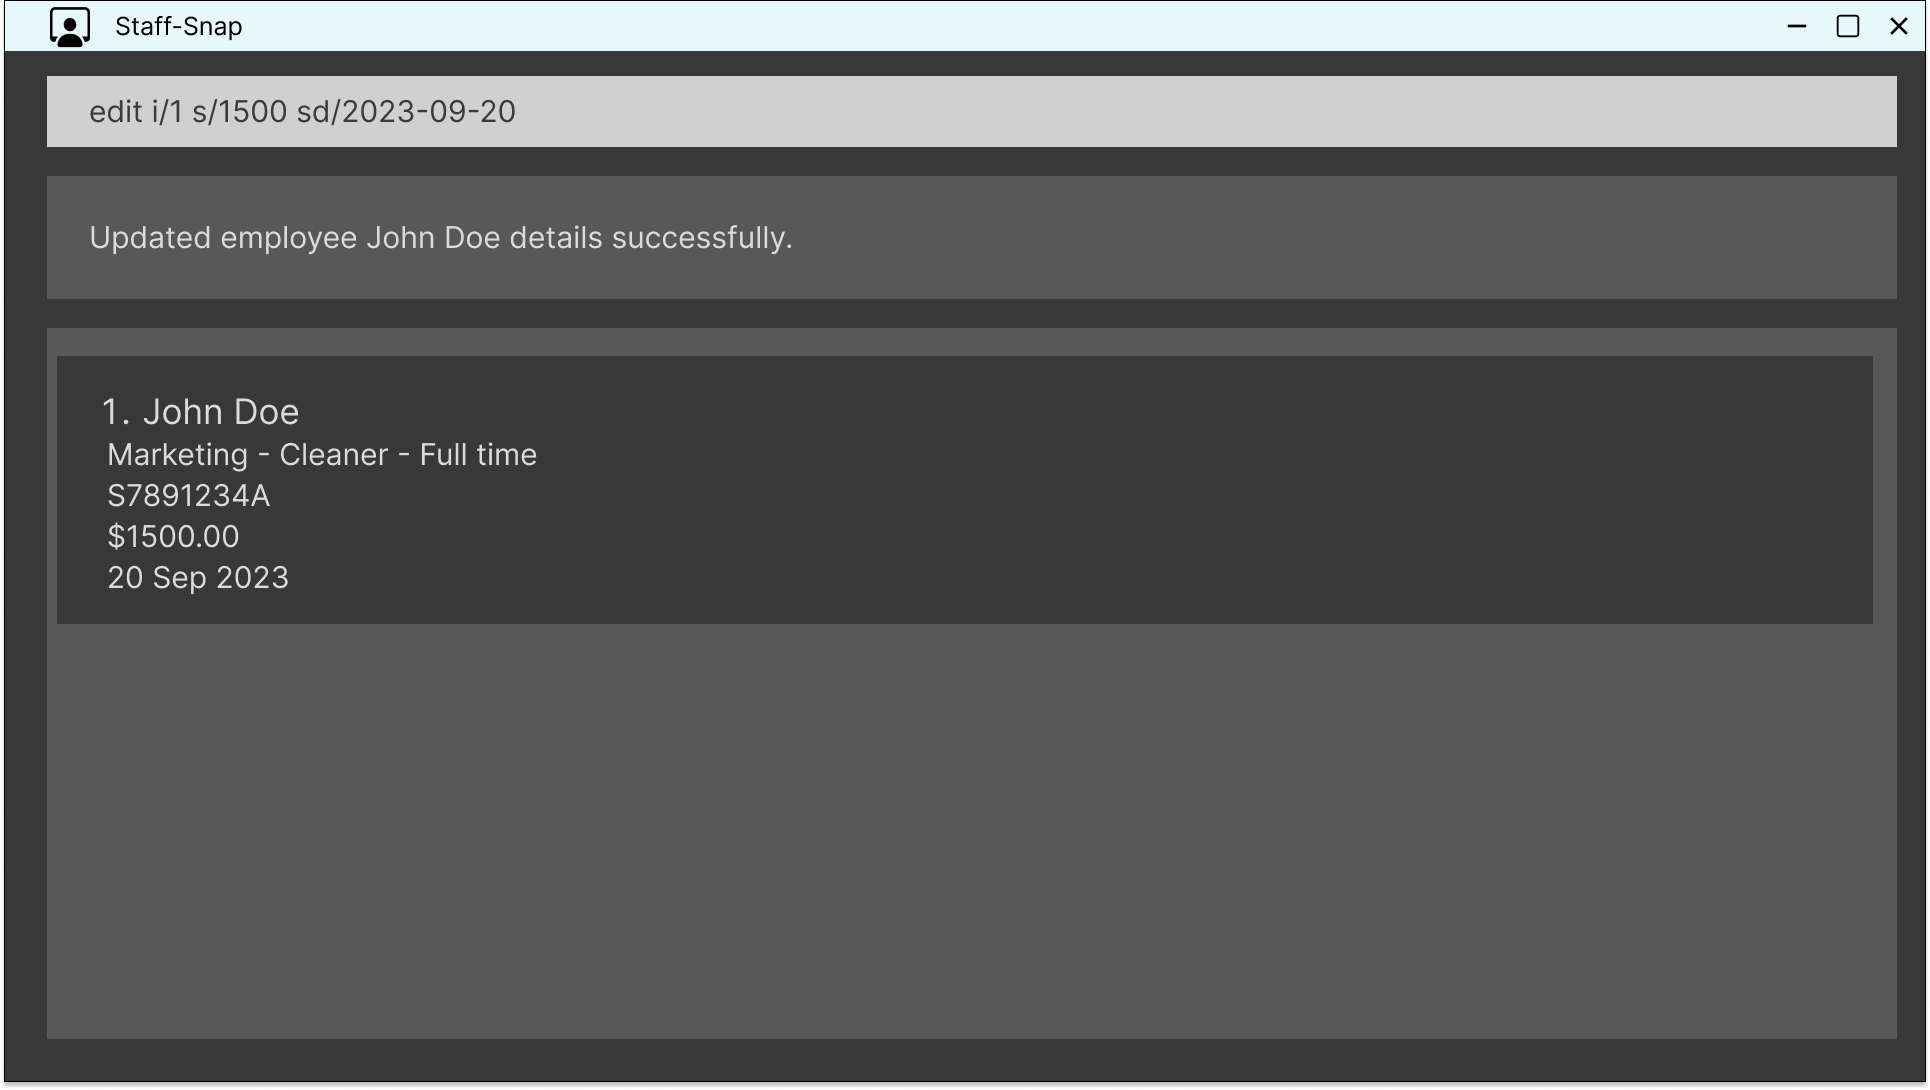 Staff-Snap
edit i/1 s/1500 sd/2023-09-20
Updated employee John Doe details successfully.
1. John Doe
Marketing - Cleaner - Full time
S7891234A
$1500.00
20 Sep 2023